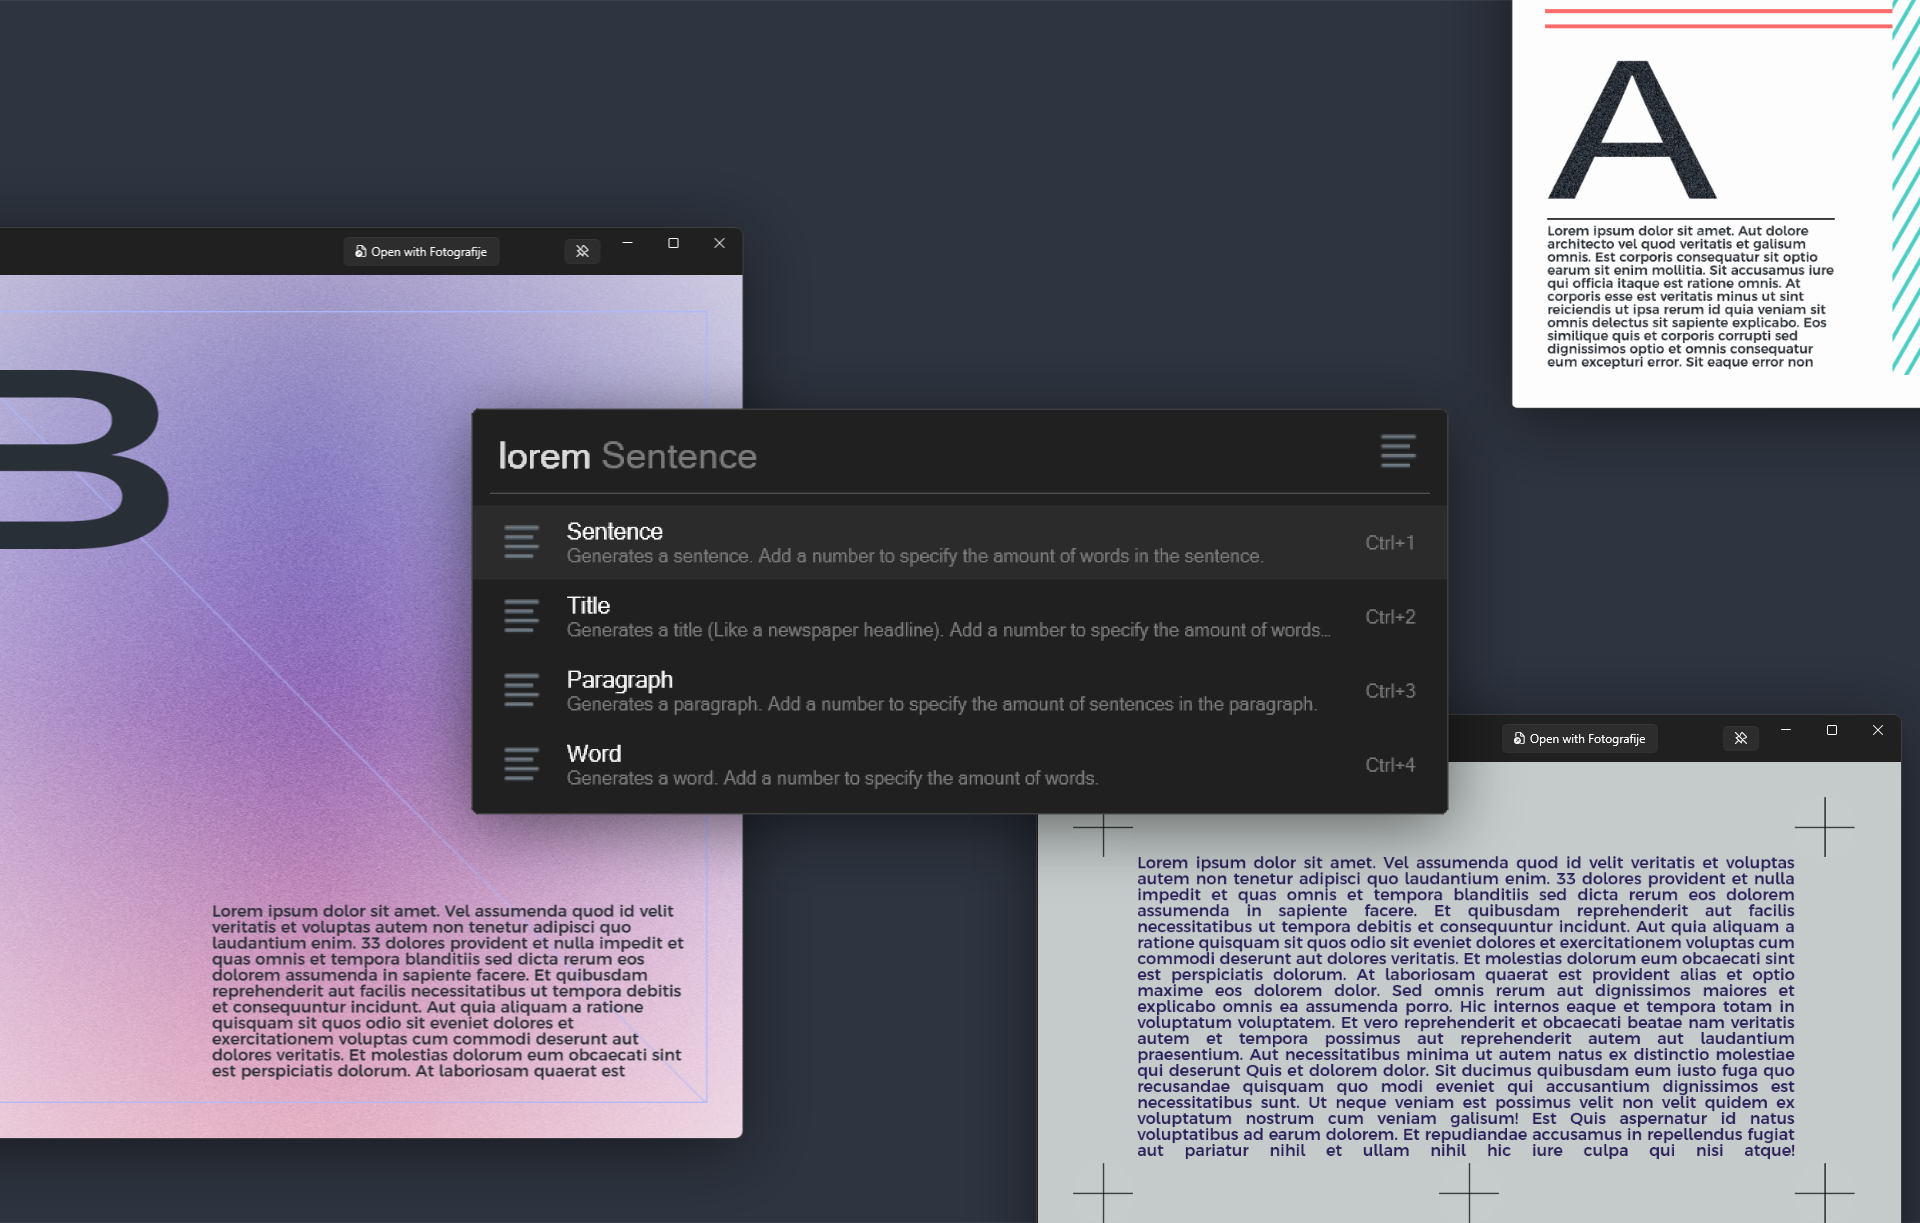 A
Lorem ipsum dolor sit amet. Aut dolore
architecto vel quod veritatis et galisum
omnis. Est corporis consequatur sit optio
earum sit enim mollitia. Sit accusamus iure
qui officia itaque est ratione omnis. At
corporis esse est veritatis minus ut sint
reiciendis ut ipsa rerum id quia veniam sit
omnis delectus sit sapiente explicabo. Eos
similique quis et corporis corrupti sed
dignissimos optio et omnis consequatur
eum excepturi error. Sit eaque error non
Open with Fotografije
B
lorem Sentence
Sentence
Generates a sentence. Add a number to specify the amount of words in the sentence.
Ctrl+1
Title
Generates a title (Like a newspaper headline). Add a number to specify the amount of words...
Ctrl+2
Paragraph
Generates a paragraph. Add a number to specify the amount of sentences in the paragraph.
Ctrl+3
Word
Generates a word. Add a number to specify the amount of words.
Ctrl+4
Lorem ipsum dolor sit amet. Vel assumenda quod id velit
veritatis et voluptas autem non tenetur adipisci quo
laudantium enim. 33 dolores provident et nulla impedit et
quas omnis et tempora blanditiis sed dicta rerum eos
dolorem assumenda in sapiente facere. Et quibusdam
reprehenderit aut facilis necessitatibus ut tempora debitis
et consequuntur incidunt. Aut quia aliquam a ratione
quisquam sit quos odio sit eveniet dolores et
exercitationem voluptas cum commodi deserunt aut
dolores veritatis. Et molestias dolorum eum obcaecati sint
est perspiciatis dolorum. At laboriosam quaerat est
Open with Fotografije
Lorem ipsum dolor sit amet. Vel assumenda quod id velit veritatis et voluptas
autem non tenetur adipisci quo laudantium enim. 33 dolores provident et nulla
impedit et quas omnis et tempora blanditiis sed dicta rerum eos dolorem
assumenda in sapiente facere. Et quibusdam reprehenderit aut facilis
necessitatibus ut tempora debitis et consequuntur incidunt. Aut quia aliquam a
ratione quisquam sit quos odio sit eveniet dolores et exercitationem voluptas cum
commodi deserunt aut dolores veritatis. Et molestias dolorum eum obcaecati sint
est perspiciatis dolorum. At laboriosam quaerat est provident alias et optio
maxime eos dolorem dolor. Sed omnis rerum aut dignissimos maiores et
explicabo omnis ea assumenda porro. Hic internos eaque et tempora totam in
voluptatum voluptatem. Et vero reprehenderit et obcaecati beatae nam veritatis
autem et tempora possimus aut reprehenderit autem aut laudantium
praesentium. Aut necessitatibus minima ut autem natus ex distinctio molestiae
qui deserunt Quis et dolorem dolor. Sit ducimus quibusdam eum iusto fuga quo
recusandae quisquam quo modi eveniet qui accusantium dignissimos est
necessitatibus sunt. Ut neque veniam est possimus velit non velit quidem ex
voluptatum nostrum cum veniam galisum! Est Quis aspernatur id natus
voluptatibus ad earum dolorem. Et repudiandae accusamus in repellendus fugiat
aut pariatur nihil et ullam nihil hic iure culpa qui nisi atque!